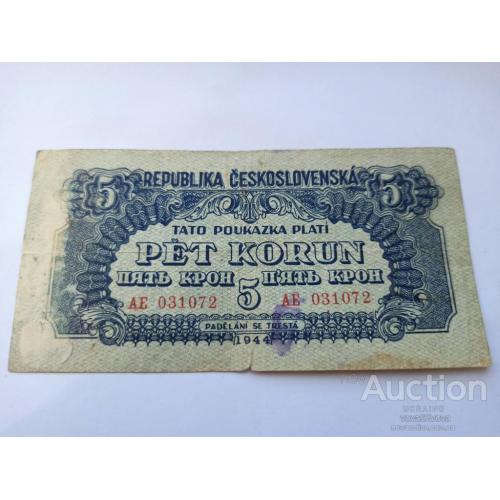 5 REPUBLIKA ČESKOSLOVENSKÁ 5
TATO POUKÁZKA PLATÍ
PĚT KORUN
ПЯТЬ КРОН 5 ПЯТЬ КРОН
AE 031072 AE 031072
PADĚLÁNÍ SE TRESTÁ
1944
Auction
UKRAINE